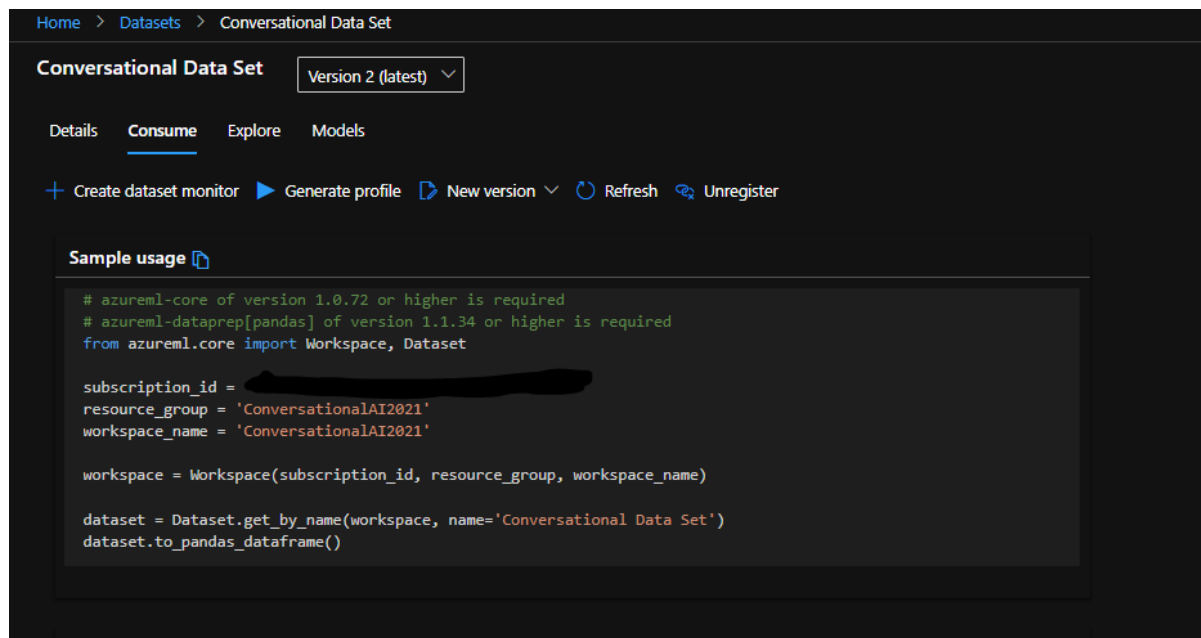 Home > Datasets > Conversational Data Set
Conversational Data Set Version 2 (latest)
Details Consume Explore Models
Create dataset monitor Generate profile New version Refresh Unregister
Sample usage
# azureml-core of version 1.0.72 or higher is required
# azureml-dataprep[pandas] of version 1.1.34 or higher is required
from azureml.core import Workspace, Dataset
subscription_id =
resource_group = 'ConversationalAI2021'
workspace_name = 'ConversationalAI2021'
workspace = Workspace(subscription_id, resource_group, workspace_name)
dataset = Dataset.get_by_name(workspace, name='Conversational Data Set')
dataset.to_pandas_dataframe()